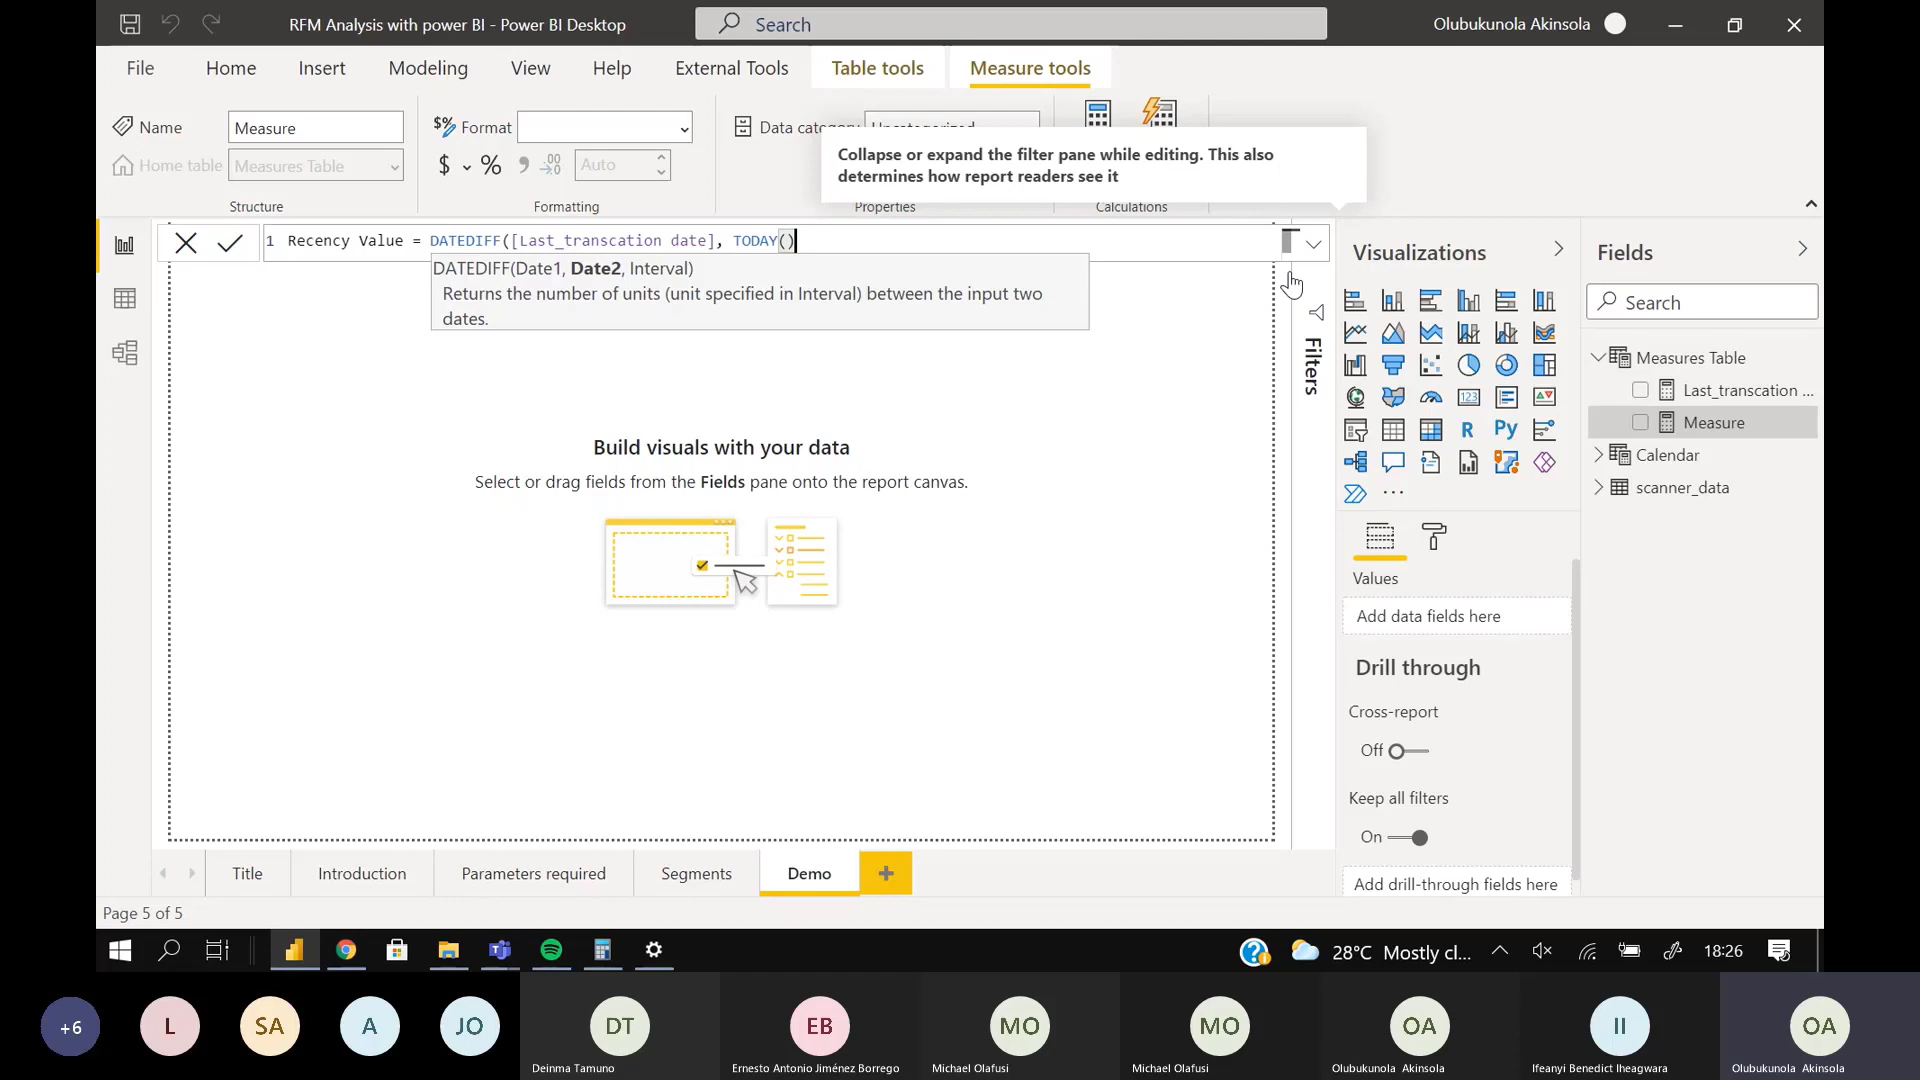 RFM Analysis with power BI - Power BI Desktop
Search
Olubukunola Akinsola
File Home Insert Modeling View Help External Tools Table tools Measure tools
Name Measure
Format
Home table Measures Table
$ % Auto
Collapse or expand the filter pane while editing. This also
determines how report readers see it
Structure Formatting Properties Calculations
1 Recency Value = DATEDIFF([Last_transcation date], TODAY()
DATEDIFF(Date1, Date2, Interval)
Returns the number of units (unit specified in Interval) between the input two
dates.
Build visuals with your data
Select or drag fields from the Fields pane onto the report canvas.
Filters
Visualizations
123
R
Py
Values
Add data fields here
Drill through
Cross-report
Off
Keep all filters
On
Add drill-through fields here
Fields
Search
Measures Table
Last_transcation ...
Measure
Calendar
scanner_data
Title Introduction Parameters required Segments Demo
Page 5 of 5
28°C Mostly cl... 18:26
+6 L SA A JO DT EB MO MO OA II OA
Deinma Tamuno
Ernesto Antonio Jiménez Borrego
Michael Olafusi
Michael Olafusi
Olubukunola Akinsola
Ifeanyi Benedict Iheagwara
Olubukunola Akinsola